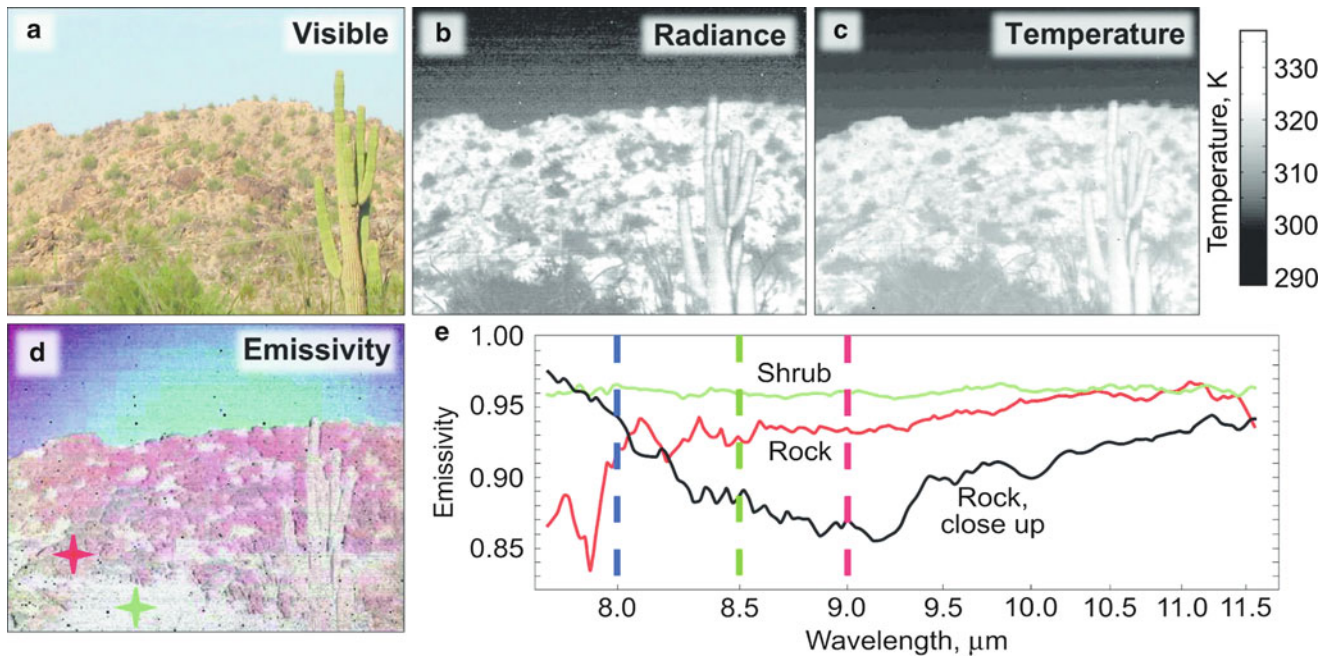 a Visible
b Radiance
c Temperature
Temperature, K
330
320
310
300
290
d Emissivity
e
Emissivity
1.00
0.95
0.90
0.85
Shrub
Rock
Rock,
close up
8.0 8.5 9.0 9.5 10.0 10.5 11.0 11.5
Wavelength, μm